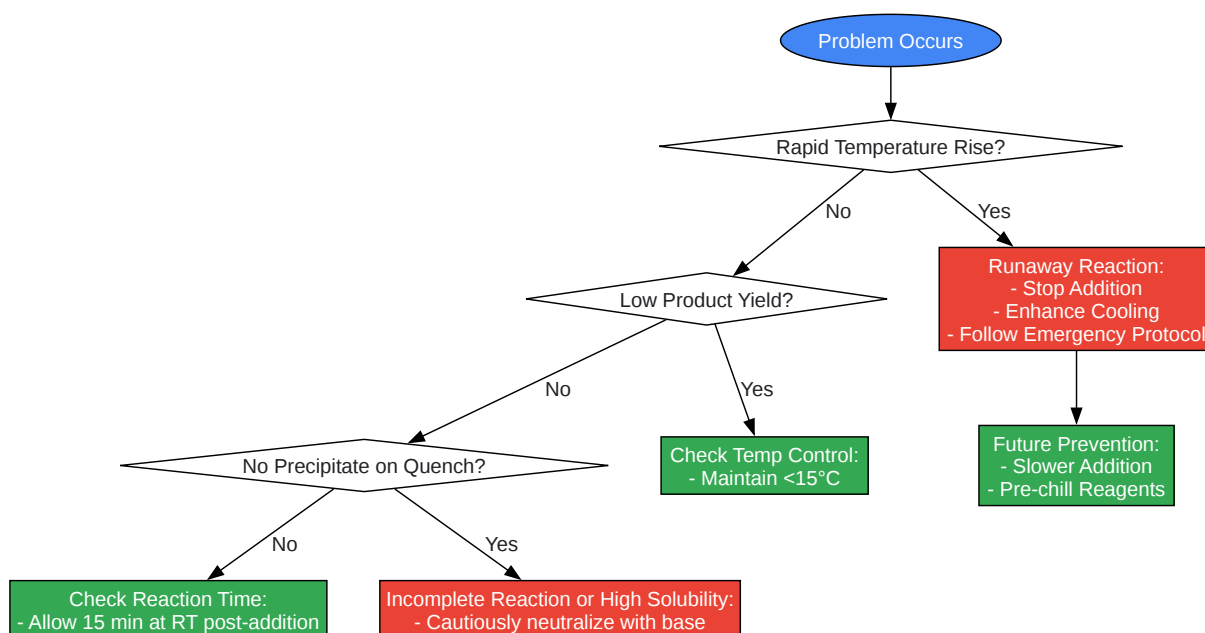 Problem Occurs
Rapid Temperature Rise?
No
Yes
Runaway Reaction:
- Stop Addition
- Enhance Cooling
- Follow Emergency Protocol
Low Product Yield?
No
Yes
Future Prevention:
- Slower Addition
- Pre-chill Reagents
No Precipitate on Quench?
Check Temp Control:
- Maintain <15°C
No
Yes
Check Reaction Time:
- Allow 15 min at RT post-addition
Incomplete Reaction or High Solubility:
- Cautiously neutralize with base